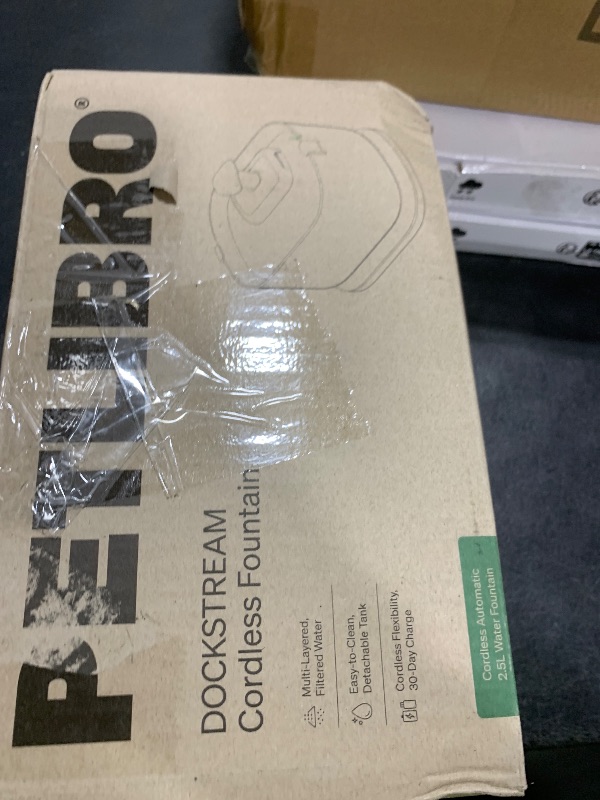 PETLIBRO®
DOCKSTREAM
Cordless Fountain
Multi-Layered,
Filtered Water
Easy-to-Clean,
Detachable Tank
Cordless Flexibility,
30-Day Charge
Cordless Automatic
2.5L Water Fountain